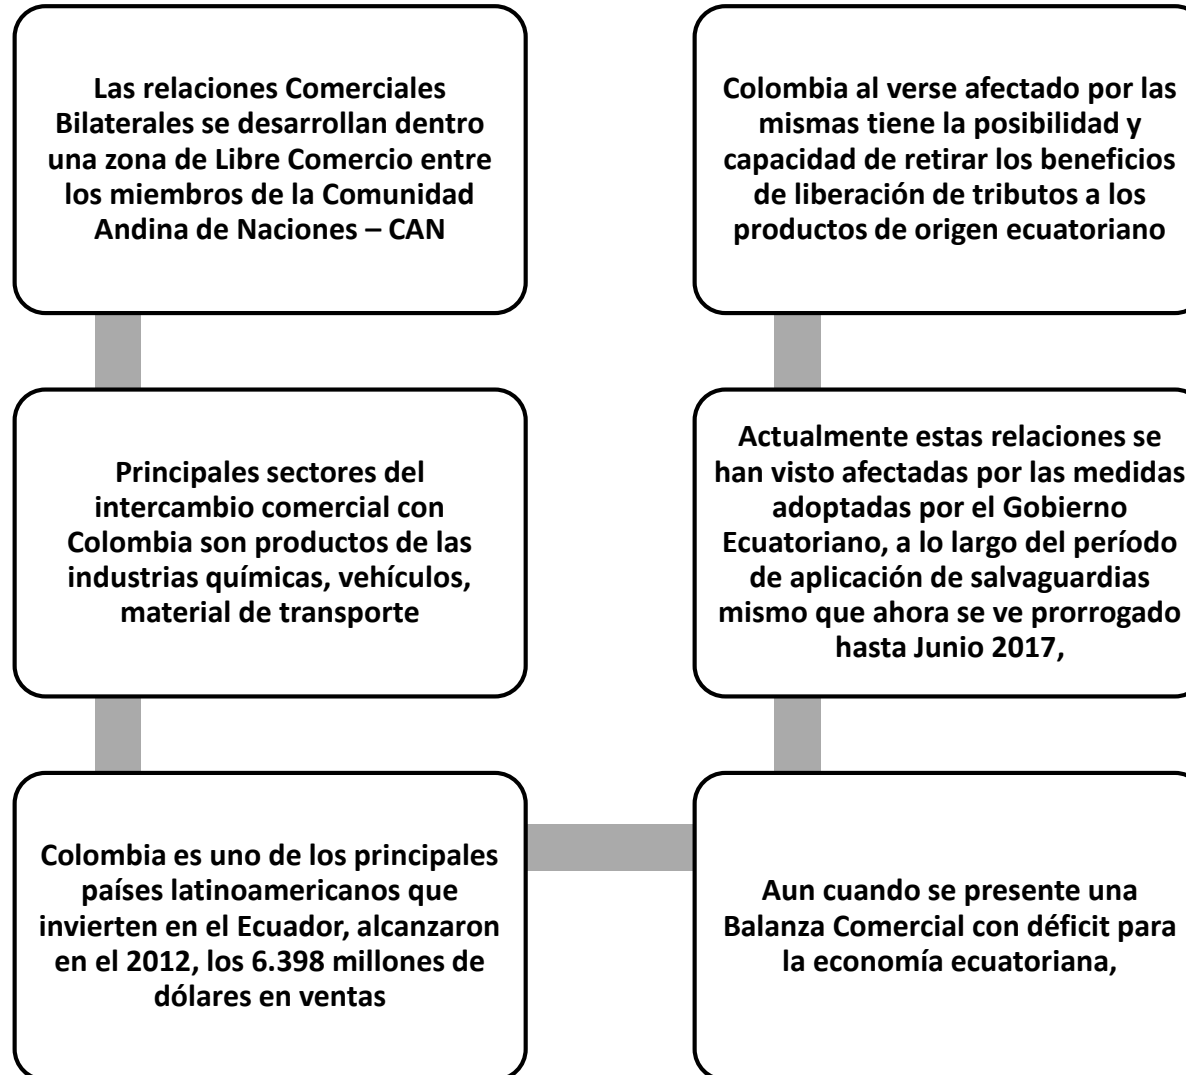 Las relaciones Comerciales
Bilaterales se desarrollan dentro
una zona de Libre Comercio entre
los miembros de la Comunidad
Andina de Naciones – CAN
Principales sectores del
intercambio comercial con
Colombia son productos de las
industrias químicas, vehículos,
material de transporte
Colombia es uno de los principales
países latinoamericanos que
invierten en el Ecuador, alcanzaron
en el 2012, los 6.398 millones de
dólares en ventas
Aun cuando se presente una
Balanza Comercial con déficit para
la economía ecuatoriana,
Actualmente estas relaciones se
han visto afectadas por las medidas
adoptadas por el Gobierno
Ecuatoriano, a lo largo del período
de aplicación de salvaguardias
mismo que ahora se ve prorrogado
hasta Junio 2017,
Colombia al verse afectado por las
mismas tiene la posibilidad y
capacidad de retirar los beneficios
de liberación de tributos a los
productos de origen ecuatoriano